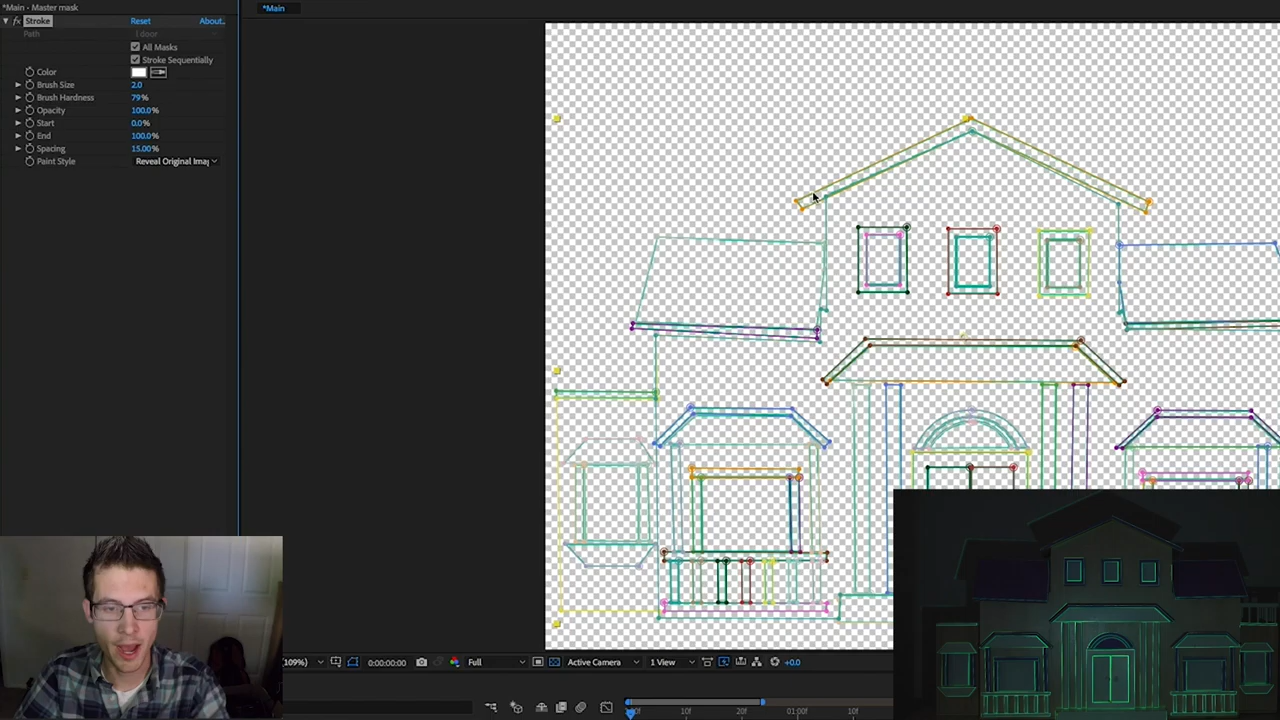 *Main - Master mask
*Main
fx Stroke Reset About..
Path
All Masks
Stroke Sequentially
Color
Brush Size 2.0
Brush Hardness 79%
Opacity 100.0%
Start 0.0%
End 100.0%
Spacing 15.00%
Paint Style Reveal Original Imag
(109%) 0:00:00:00 Full Active Camera 1 View +0.0
10f 20f 01:00f 10f